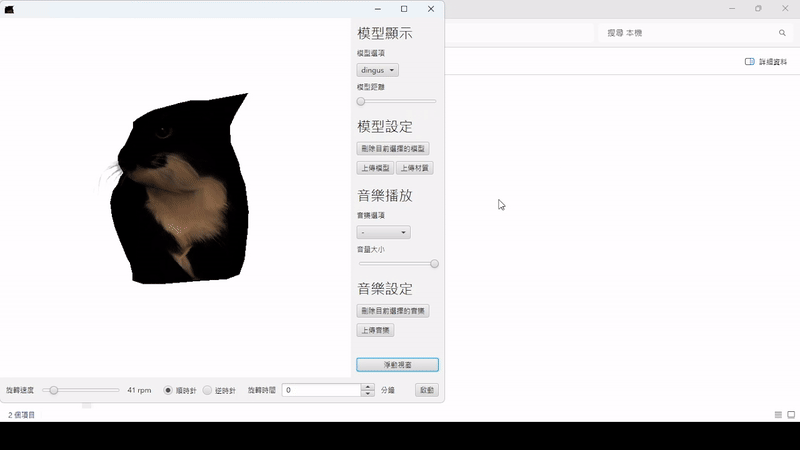 模型顯示
模型選項
dingus
模型距離
模型設定
刪除目前選擇的模型
上傳模型 上傳材質
音樂播放
音檔選項
-
音量大小
音樂設定
刪除目前選擇的音檔
上傳音檔
浮動視窗
旋轉速度 41 rpm 順時針 逆時針 旋轉時間 0 分鐘 啟動
搜尋 本機
詳細資料
2 個項目